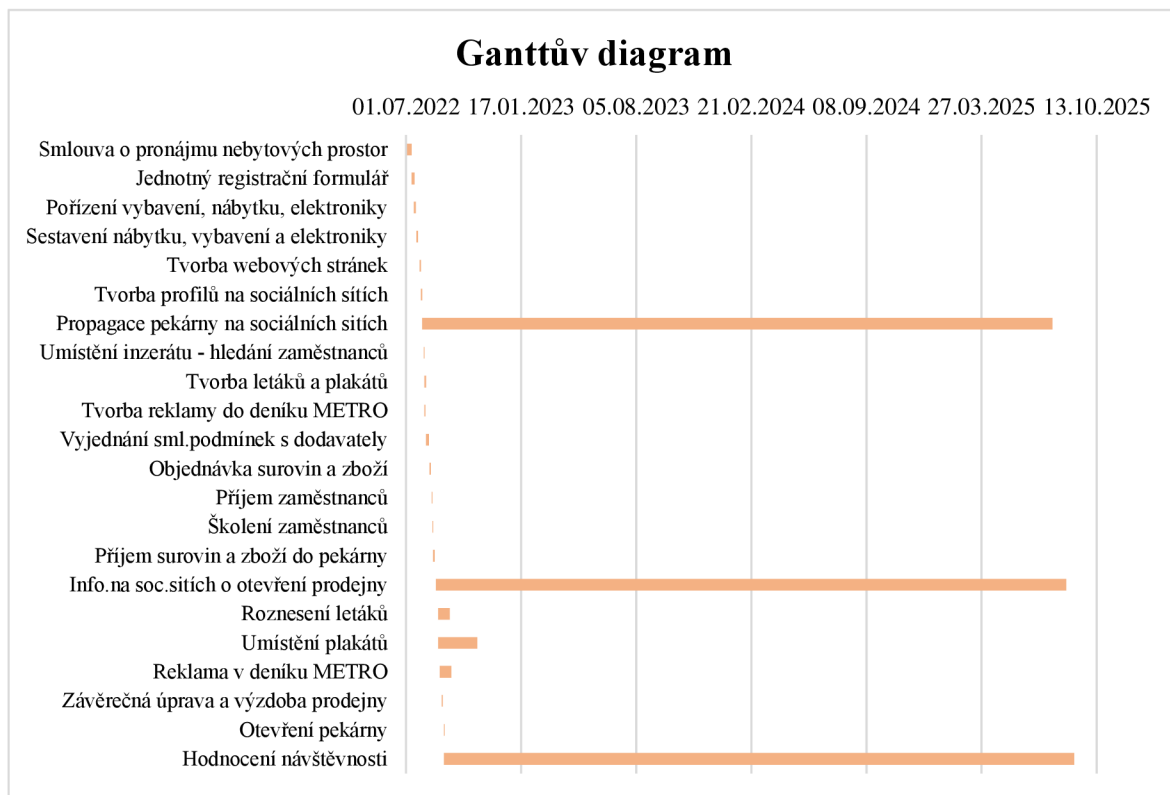 Ganttův diagram
01.07.2022 17.01.2023 05.08.2023 21.02.2024 08.09.2024 27.03.2025 13.10.2025
Smlouva o pronájmu nebytových prostor
Jednotný registrační formulář
Pořízení vybavení, nábytku, elektroniky
Sestavení nábytku, vybavení a elektroniky
Tvorba webových stránek
Tvorba profilů na sociálních sítích
Propagace pekárny na sociálních sitích
Umístění inzerátu - hledání zaměstnanců
Tvorba letáků a plakátů
Tvorba reklamy do deníku METRO
Vyjednání sml.podmínek s dodavately
Objednávka surovin a zboží
Příjem zaměstnanců
Školení zaměstnanců
Příjem surovin a zboží do pekárny
Info.na soc.sitích o otevření prodejny
Roznesení letáků
Umístění plakátů
Reklama v deníku METRO
Závěrečná úprava a výzdoba prodejny
Otevření pekárny
Hodnocení návštěvnosti